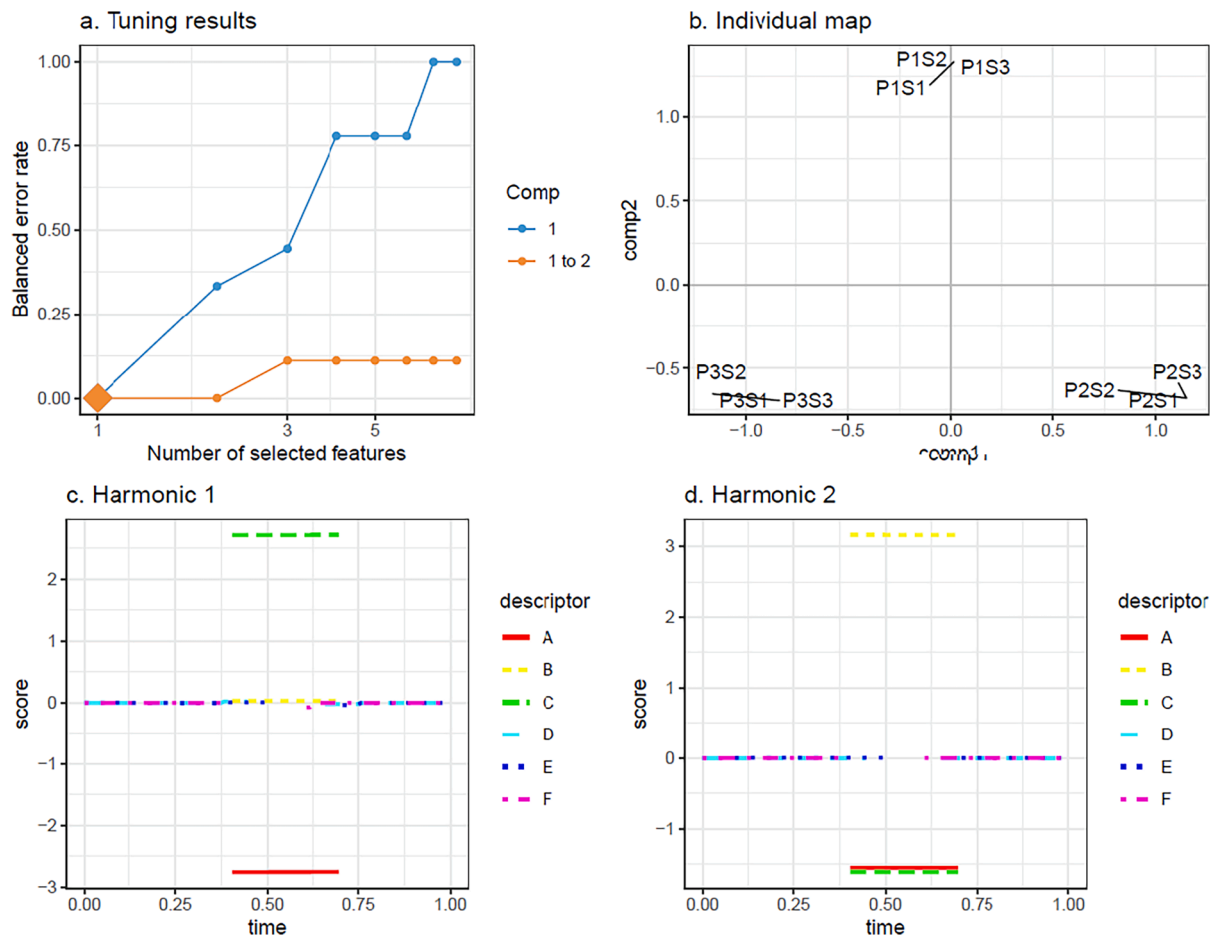 a. Tuning results
1.00
0.75
0.50
0.25
0.00
Balanced error rate
1
3
5
Number of selected features
Comp
1
1 to 2
b. Individual map
P1S2
P1S3
P1S1
P3S2
P3S1
P3S3
P2S3
P2S2
P2S1
1.0
0.5
0.0
−0.5
comp2
−1.0
−0.5
0.0
0.5
1.0
c. Harmonic 1
2
1
0
−1
−2
−3
score
0.00
0.25
0.50
0.75
1.00
time
descriptor
A
B
C
D
E
F
d. Harmonic 2
3
2
1
0
−1
score
0.00
0.25
0.50
0.75
1.00
time
descriptor
A
B
C
D
E
F